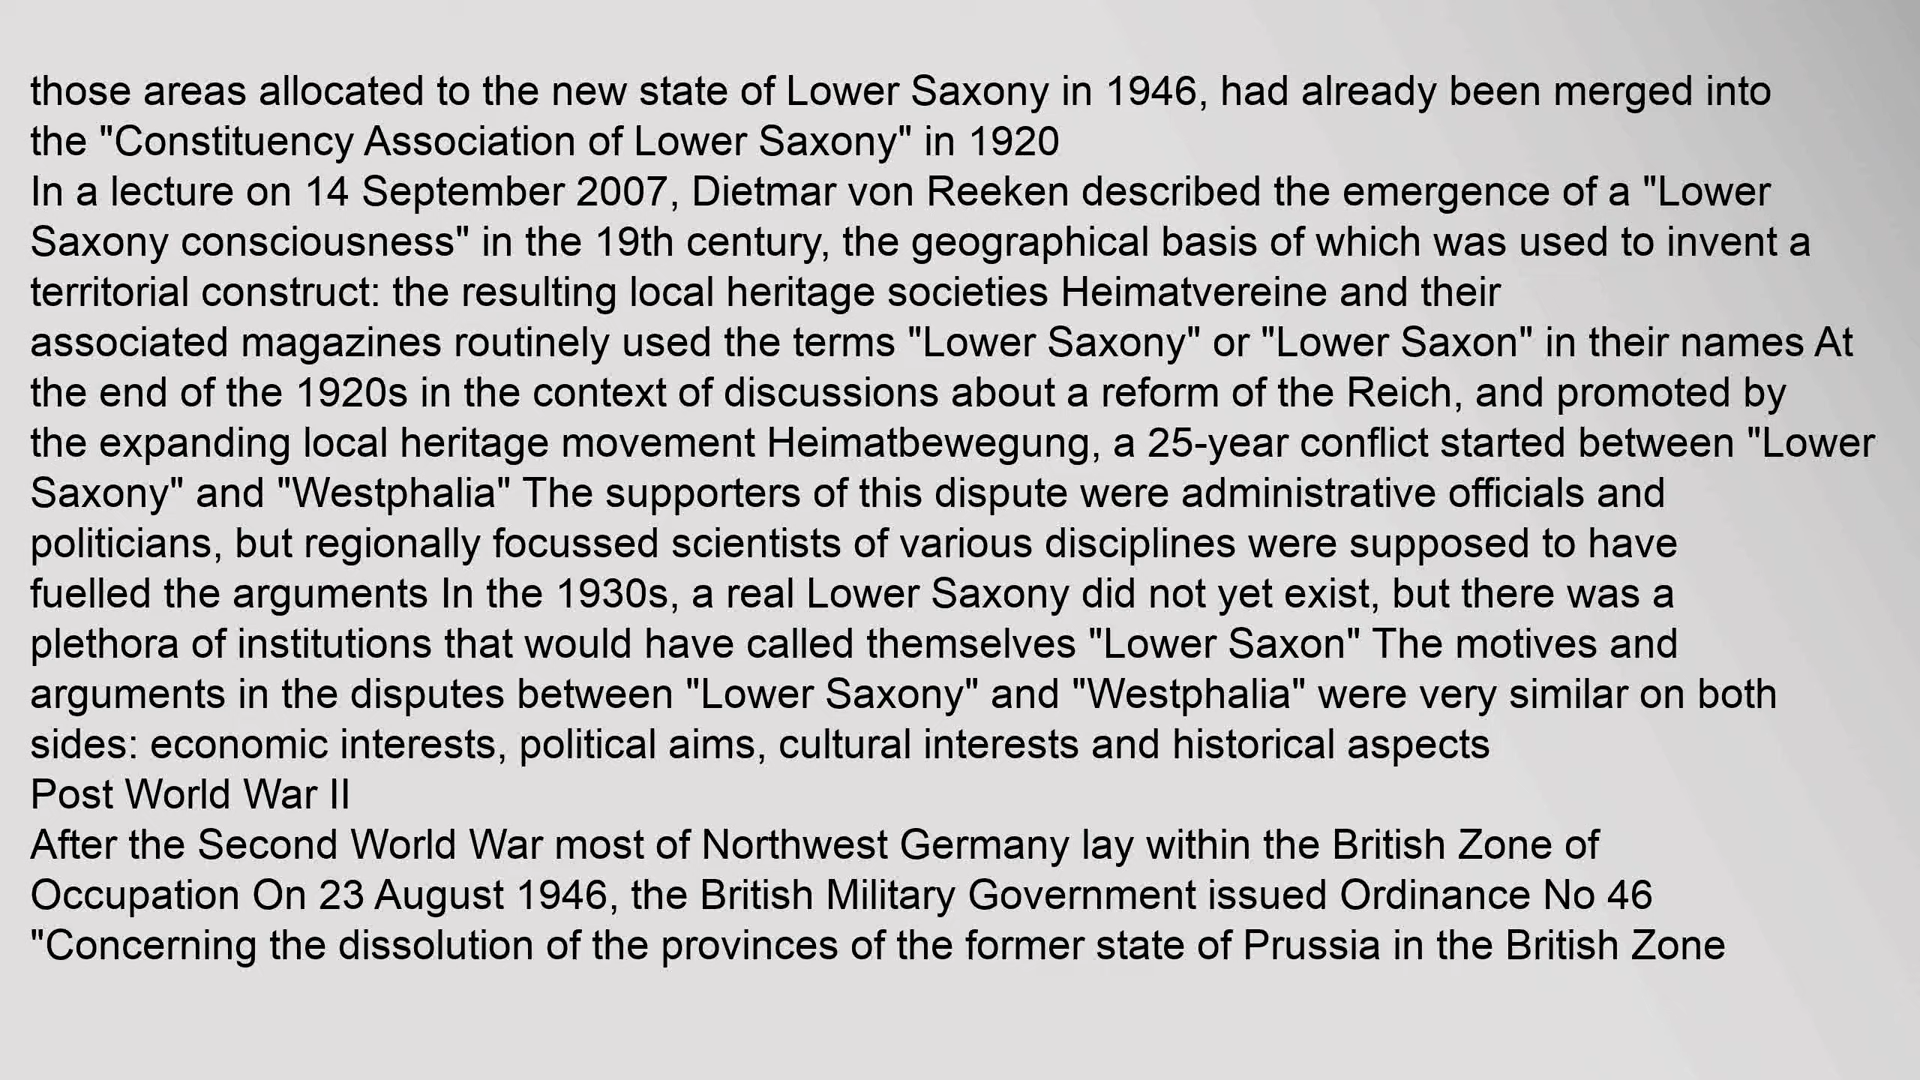 those areas allocated to the new state of Lower Saxony in 1946, had already been merged into
the "Constituency Association of Lower Saxony" in 1920
In a lecture on 14 September 2007, Dietmar von Reeken described the emergence of a "Lower
Saxony consciousness" in the 19th century, the geographical basis of which was used to invent a
territorial construct: the resulting local heritage societies Heimatvereine and their
associated magazines routinely used the terms "Lower Saxony" or "Lower Saxon" in their names At
the end of the 1920s in the context of discussions about a reform of the Reich, and promoted by
the expanding local heritage movement Heimatbewegung, a 25-year conflict started between "Lower
Saxony" and "Westphalia" The supporters of this dispute were administrative officials and
politicians, but regionally focussed scientists of various disciplines were supposed to have
fuelled the arguments In the 1930s, a real Lower Saxony did not yet exist, but there was a
plethora of institutions that would have called themselves "Lower Saxon" The motives and
arguments in the disputes between "Lower Saxony" and "Westphalia" were very similar on both
sides: economic interests, political aims, cultural interests and historical aspects
Post World War II
After the Second World War most of Northwest Germany lay within the British Zone of
Occupation On 23 August 1946, the British Military Government issued Ordinance No 46
"Concerning the dissolution of the provinces of the former state of Prussia in the British Zone